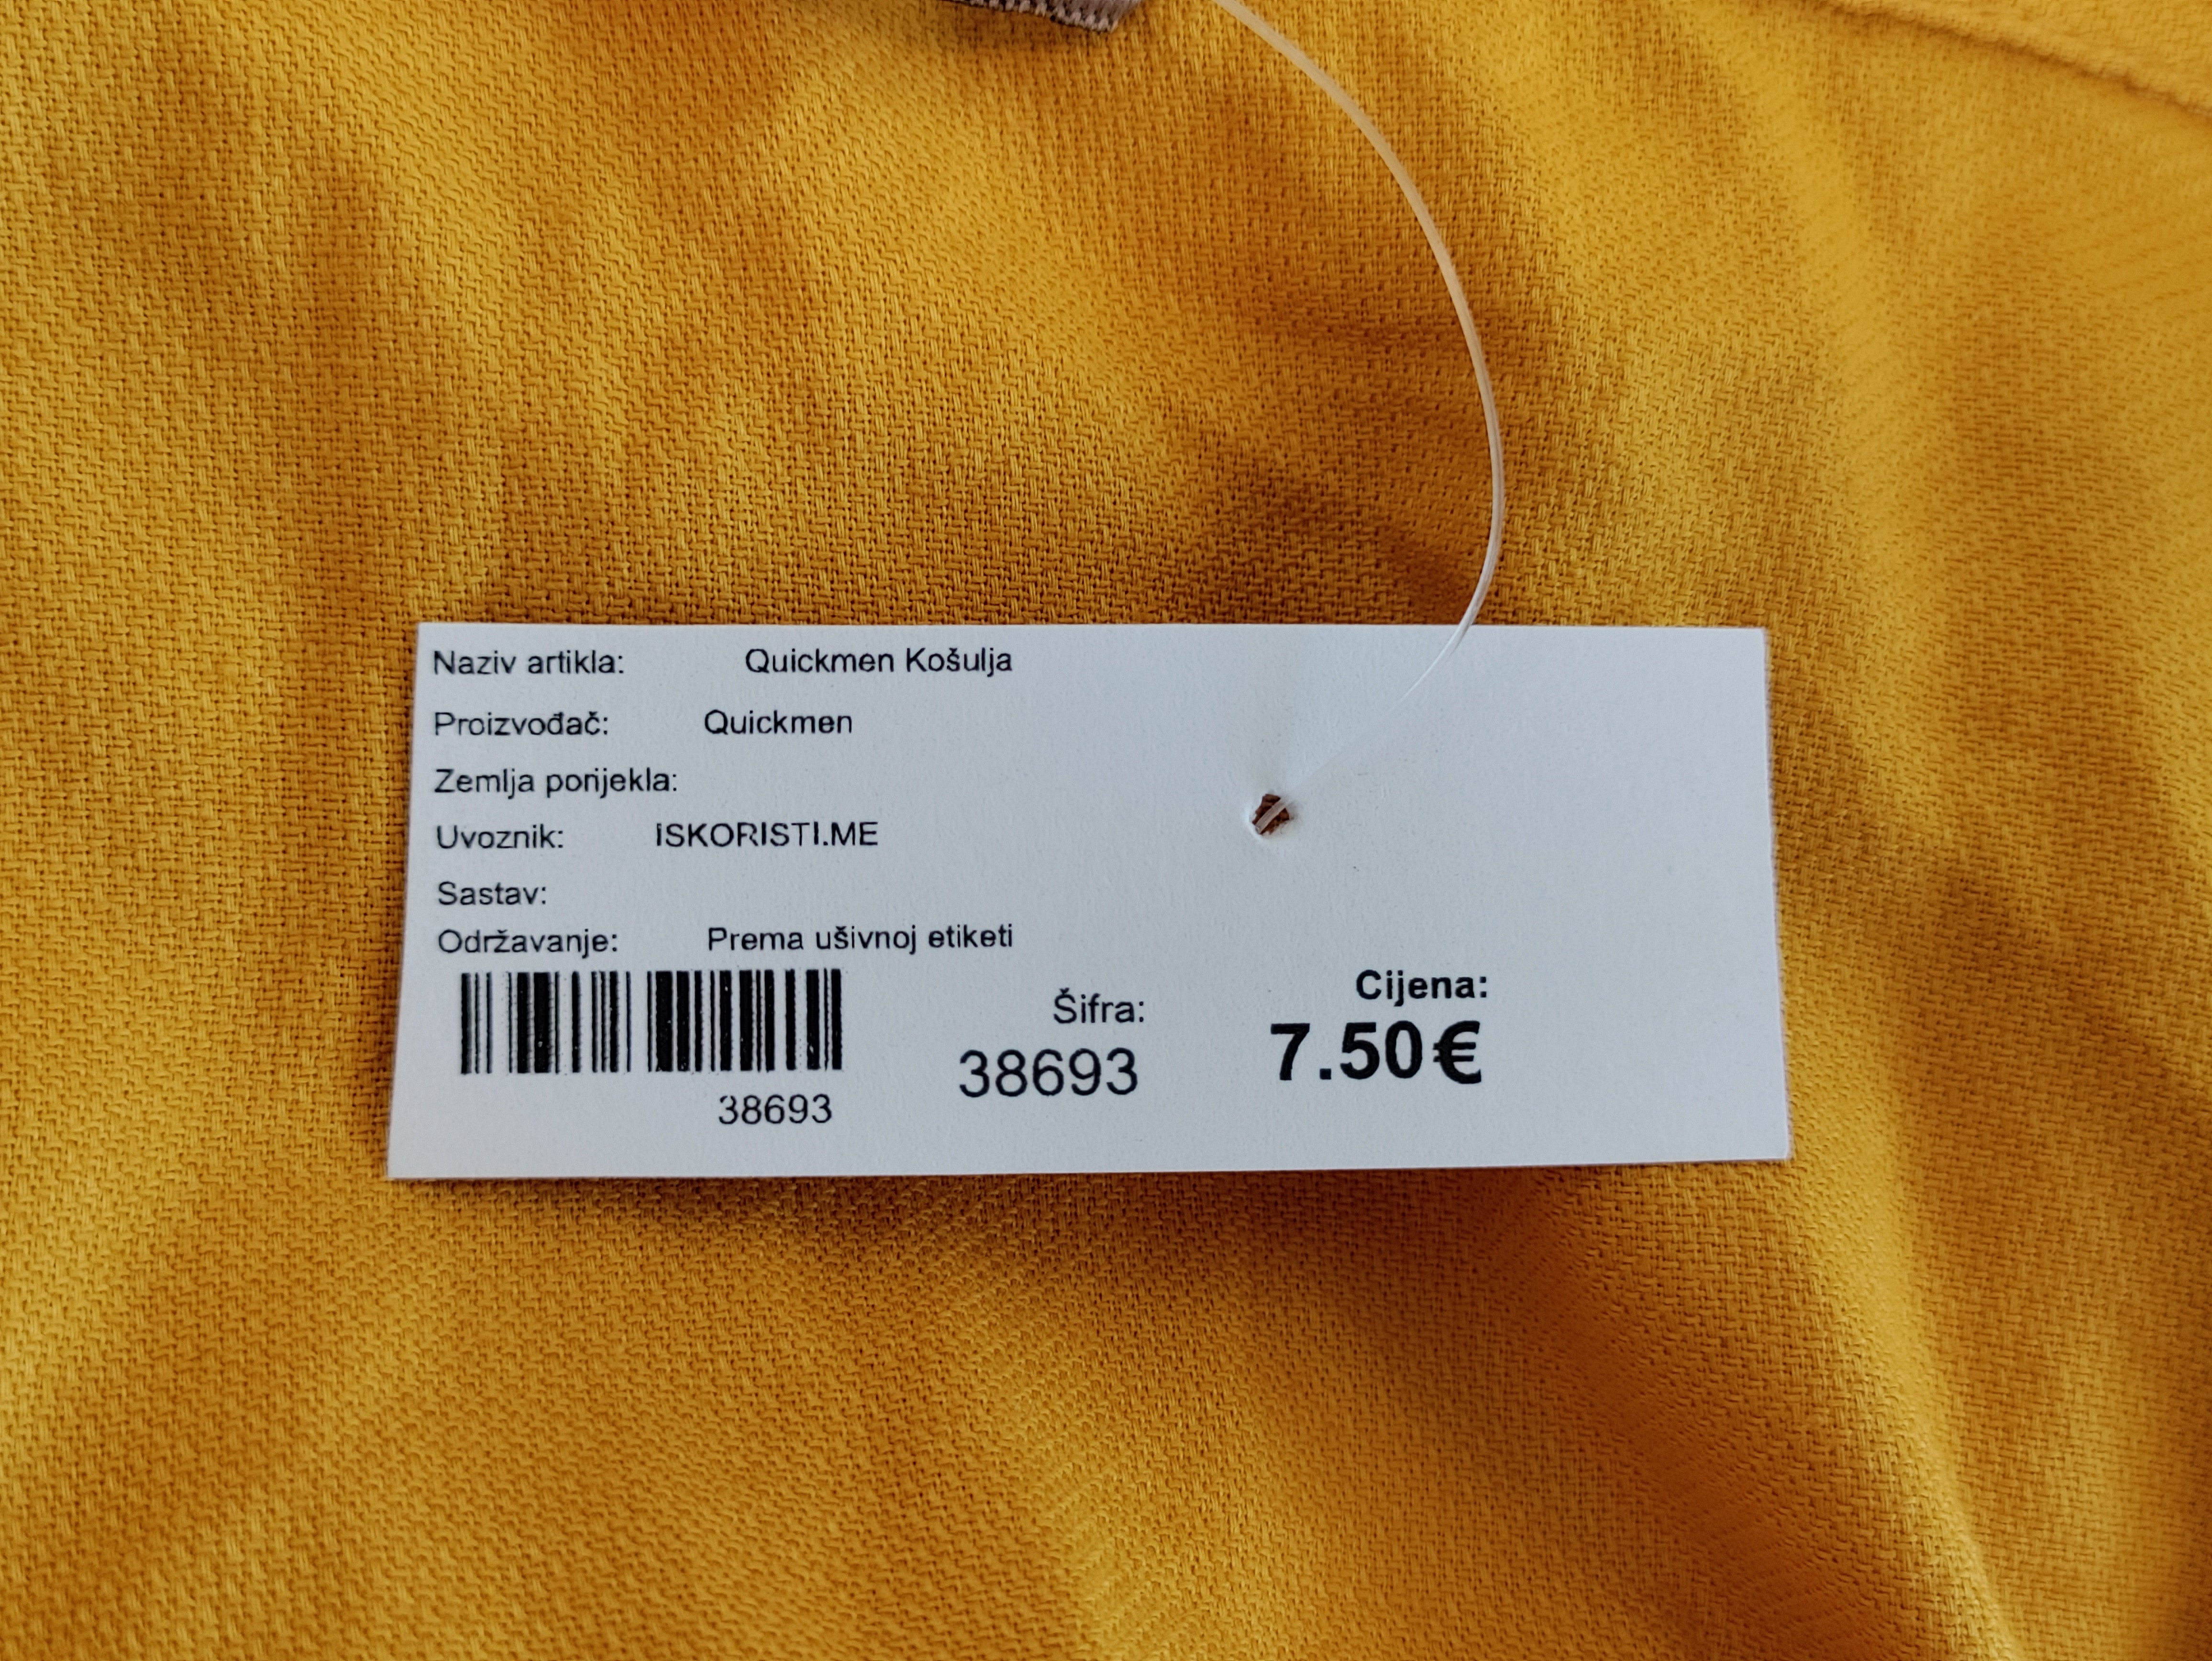 Naziv artikla: Quickmen Košulja
Proizvođač: Quickmen
Zemlja porijekla:
Uvoznik: ISKORISTI.ME
Sastav:
Održavanje: Prema ušivnoj etiketi
Šifra:
38693
Cijena:
7.50€
38693